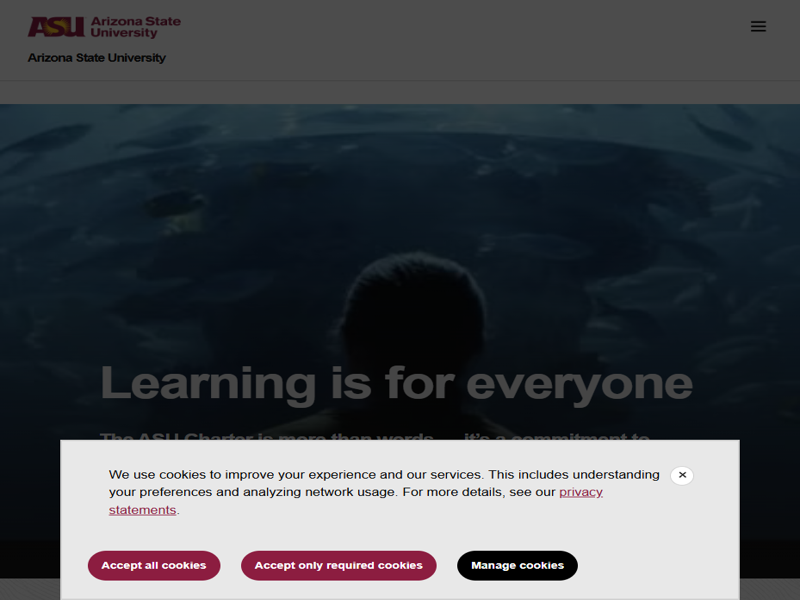 ASU Arizona State
University
Arizona State University
Learning is for everyone
The ASU Charter is more than words — it's a commitment to
We use cookies to improve your experience and our services. This includes understanding
your preferences and analyzing network usage. For more details, see our privacy
statements.
Accept all cookies
Accept only required cookies
Manage cookies